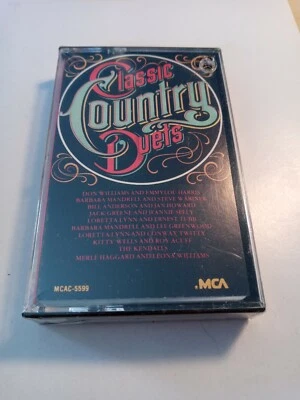 Classic
Country
Duets
DON WILLIAMS AND EMMYLOU HARRIS
BARBARA MANDRELL AND STEVE WARINER
BILL ANDERSON AND JAN HOWARD
JACK GREENE AND JEANNIE SEELY
LORETTA LYNN AND ERNEST TUBB
BARBARA MANDRELL AND LEE GREENWOOD
LORETTA LYNN AND CONWAY TWITTY
KITTY WELLS AND ROY ACUFF
THE KENDALLS
MERLE HAGGARD AND LEONA WILLIAMS
MCAC-5599
MCA